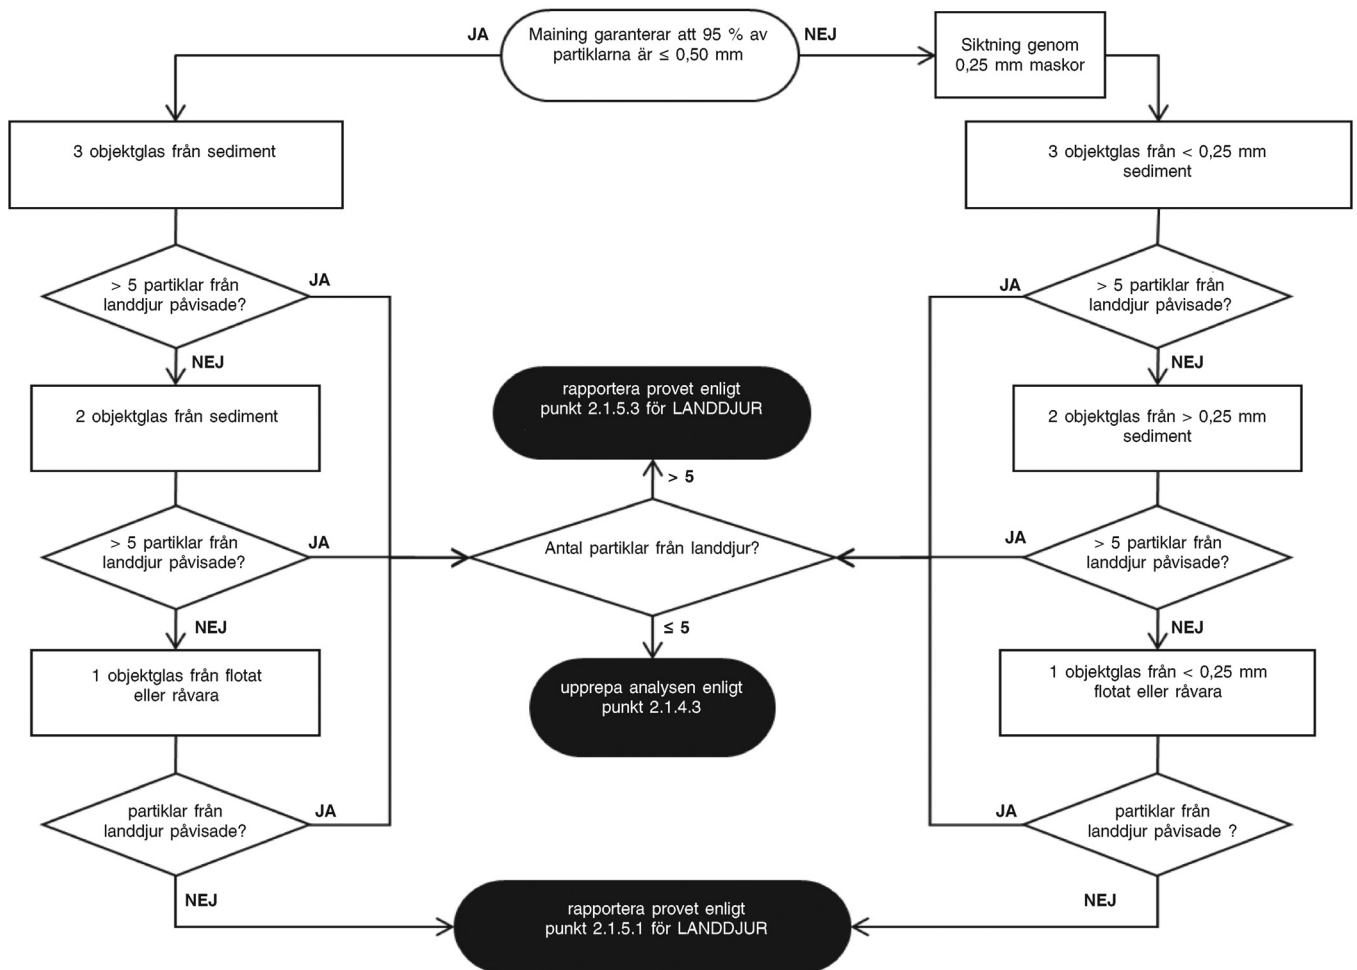 JA
Maining garanterar att 95 % av
partiklarna är ≤ 0,50 mm
NEJ
Siktning genom
0,25 mm maskor
3 objektglas från sediment
3 objektglas från < 0,25 mm
sediment
> 5 partiklar från
landdjur påvisade?
JA
JA
> 5 partiklar från
landdjur påvisade?
NEJ
NEJ
2 objektglas från sediment
rapportera provet enligt
punkt 2.1.5.3 för LANDDJUR
2 objektglas från > 0,25 mm
sediment
> 5
> 5 partiklar från
landdjur påvisade?
JA
Antal partiklar från landdjur?
JA
> 5 partiklar från
landdjur påvisade?
NEJ
≤ 5
NEJ
1 objektglas från flotat
eller råvara
upprepa analysen enligt
punkt 2.1.4.3
1 objektglas från < 0,25 mm
flotat eller råvara
partiklar från
landdjur påvisade?
JA
JA
partiklar från
landdjur påvisade ?
NEJ
rapportera provet enligt
punkt 2.1.5.1 för LANDDJUR
NEJ